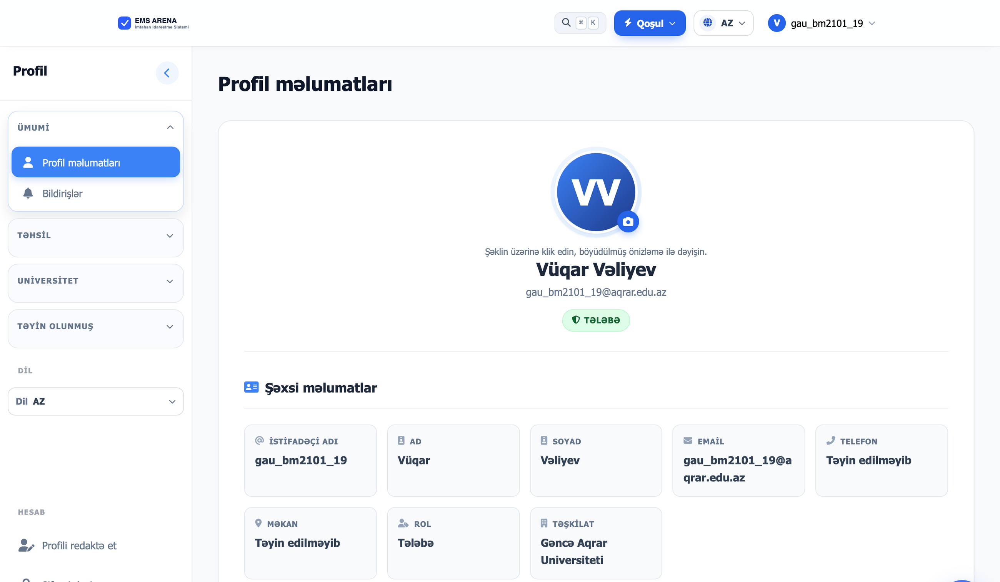 EMS ARENA
İmtahan İdarəetmə Sistemi
⌘ K
Qoşul
AZ
V
gau_bm2101_19
Profil
ÜMUMİ
Profil məlumatları
Bildirişlər
TƏHSİL
UNİVERSİTET
TƏYİN OLUNMUŞ
DİL
Dil AZ
HESAB
Profili redaktə et
Profil məlumatları
VV
Şəklin üzərinə klik edin, böyüdülmüş önizləmə ilə dəyişin.
Vüqar Vəliyev
gau_bm2101_19@aqrar.edu.az
TƏLƏBƏ
Şəxsi məlumatlar
İSTİFADƏÇİ ADI
gau_bm2101_19
AD
Vüqar
SOYAD
Vəliyev
EMAİL
gau_bm2101_19@a
qrar.edu.az
TELEFON
Təyin edilməyib
MƏKAN
Təyin edilməyib
ROL
Tələbə
TƏŞKİLAT
Gəncə Aqrar
Universiteti